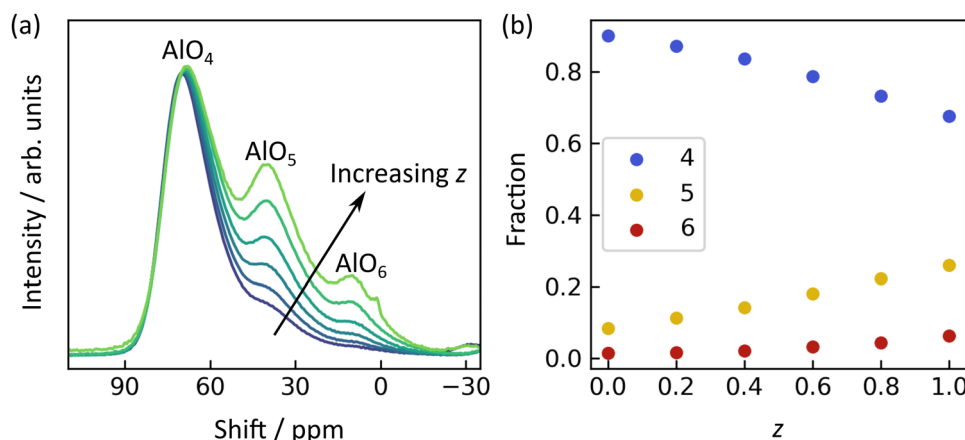 (a)
AlO₄
AlO₅
Increasing z
AlO₆
Intensity / arb. units
90 60 30 0 −30
Shift / ppm
(b)
0.8
0.6
0.4
0.2
0.0
Fraction
4
5
6
0.0 0.2 0.4 0.6 0.8 1.0
z